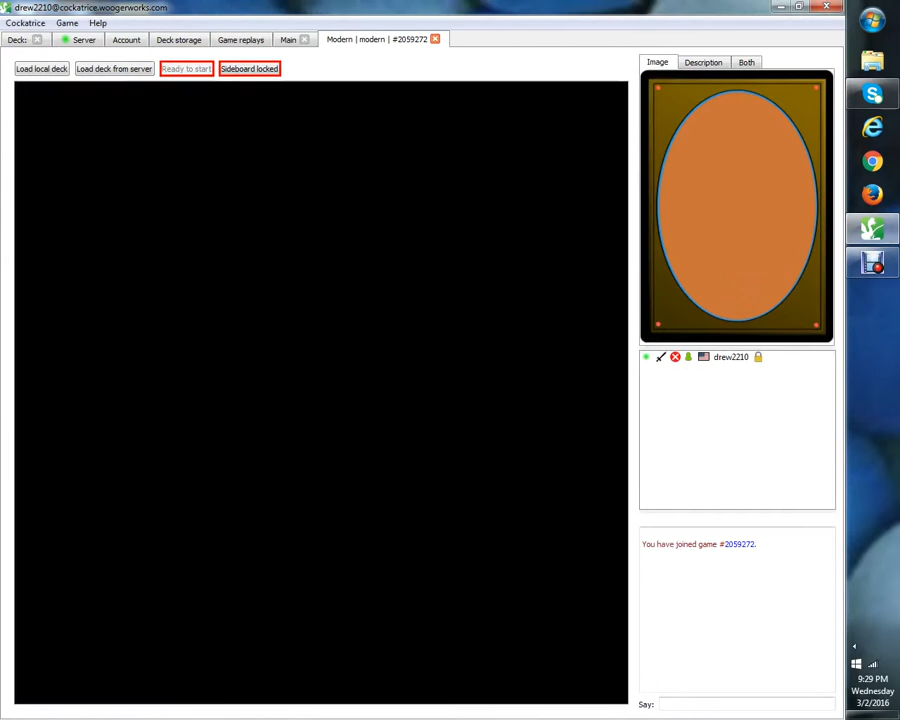 drew2210@cockatrice.woogerworks.com
Cockatrice Game Help
Deck: Server Account Deck storage Game replays Main Modern | modern | #2059272
Load local deck Load deck from server Ready to start Sideboard locked
Image Description Both
drew2210
You have joined game #2059272.
Say:
9:29 PM
Wednesday
3/2/2016